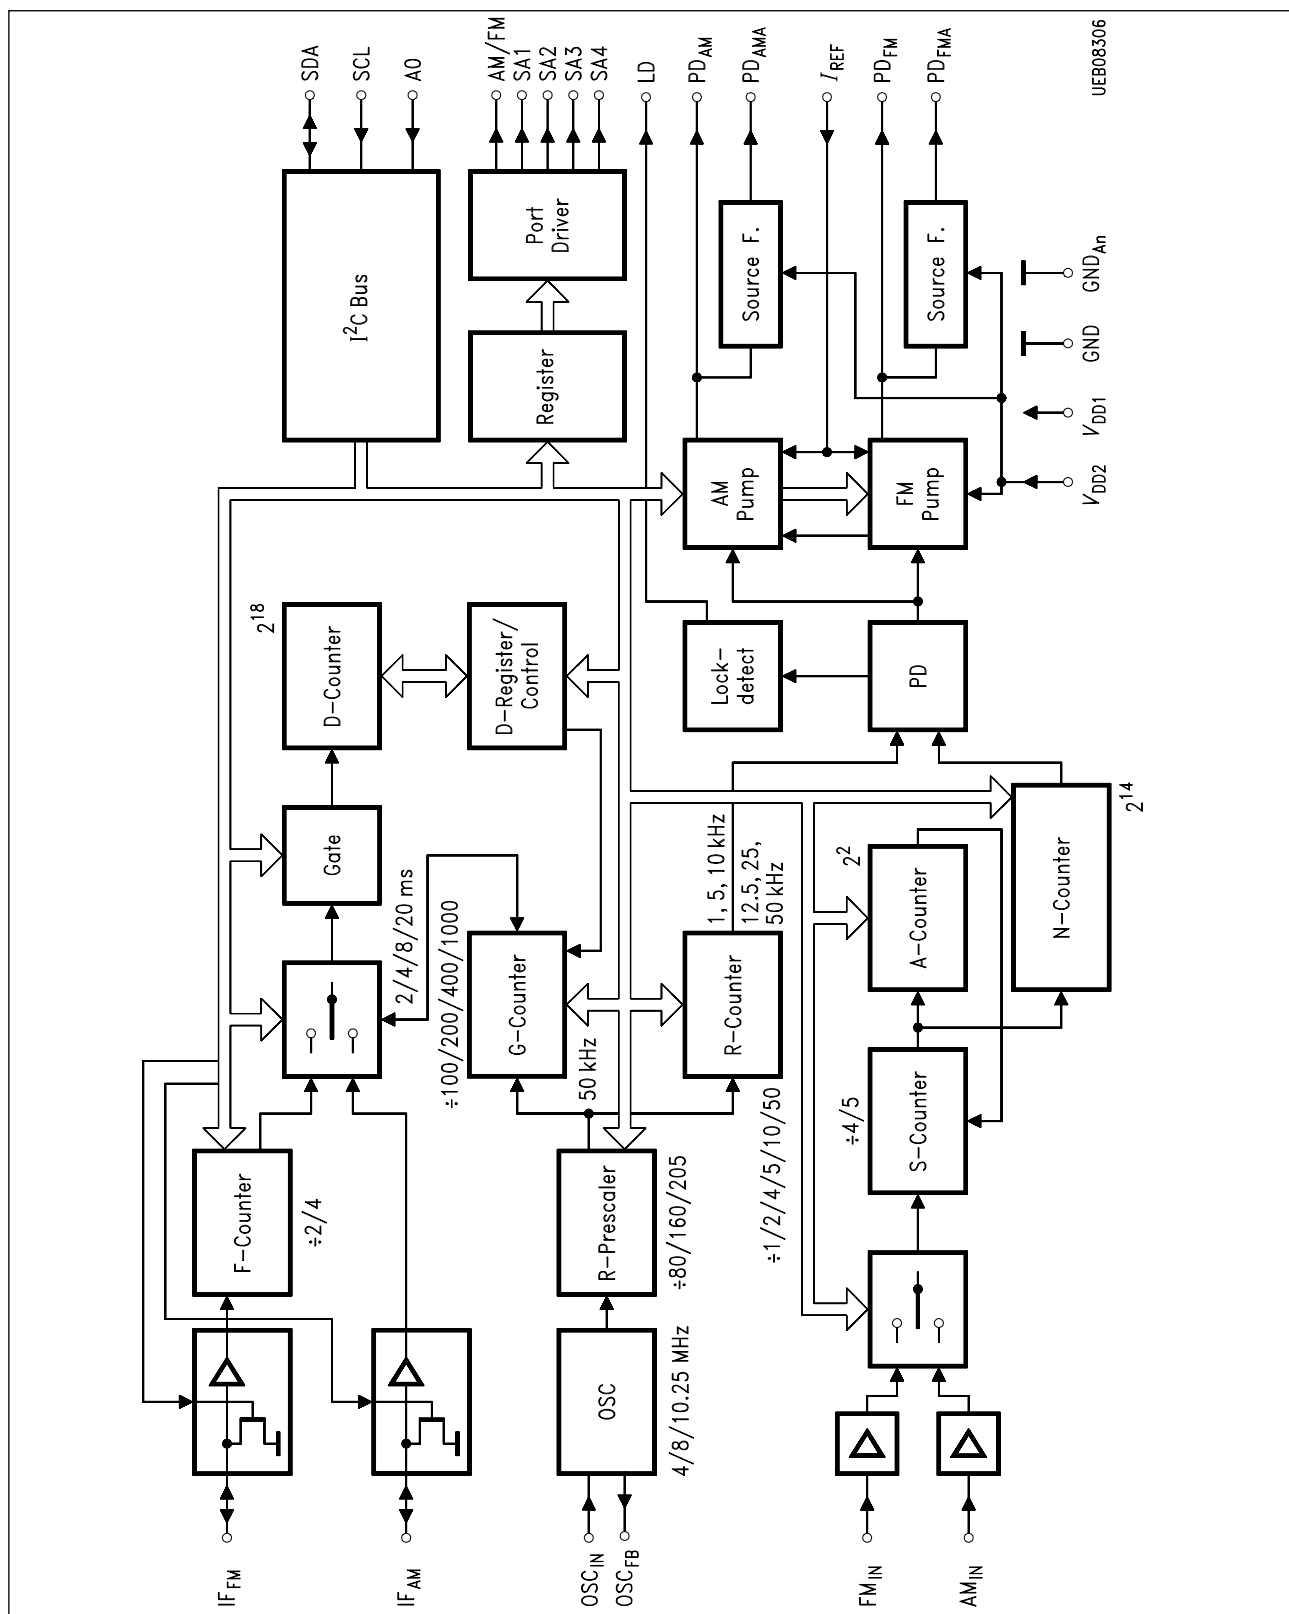 IF_FM
IF_AM
OSC_IN
OSC_FB
FM_IN
AM_IN
F-Counter
÷2/4
OSC
4/8/10.25 MHz
R-Prescaler
÷80/160/205
Gate
D-Counter
2^18
2/4/8/20 ms
÷100/200/400/1000
G-Counter
50 kHz
D-Register/
Control
R-Counter
÷1/2/4/5/10/50
1, 5, 10 kHz
12.5, 25,
50 kHz
S-Counter
÷4/5
A-Counter
2^2
N-Counter
2^14
Lock-
detect
PD
AM
Pump
FM
Pump
I²C Bus
Register
Port
Driver
Source F.
Source F.
SDA
SCL
A0
AM/FM
SA1
SA2
SA3
SA4
LD
PD_AM
PD_AMA
I_REF
PD_FM
PD_FMA
V_DD2
V_DD1
GND
GND_An
UEB08306